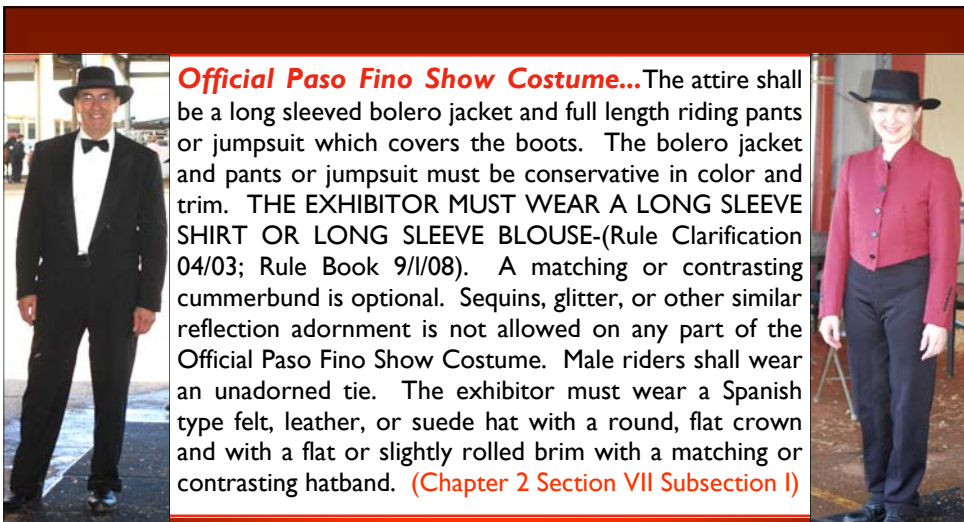 Official Paso Fino Show Costume...The attire shall
be a long sleeved bolero jacket and full length riding pants
or jumpsuit which covers the boots. The bolero jacket
and pants or jumpsuit must be conservative in color and
trim. THE EXHIBITOR MUST WEAR A LONG SLEEVE
SHIRT OR LONG SLEEVE BLOUSE-(Rule Clarification
04/03; Rule Book 9/l/08). A matching or contrasting
cummerbund is optional. Sequins, glitter, or other similar
reflection adornment is not allowed on any part of the
Official Paso Fino Show Costume. Male riders shall wear
an unadorned tie. The exhibitor must wear a Spanish
type felt, leather, or suede hat with a round, flat crown
and with a flat or slightly rolled brim with a matching or
contrasting hatband. (Chapter 2 Section VII Subsection I)